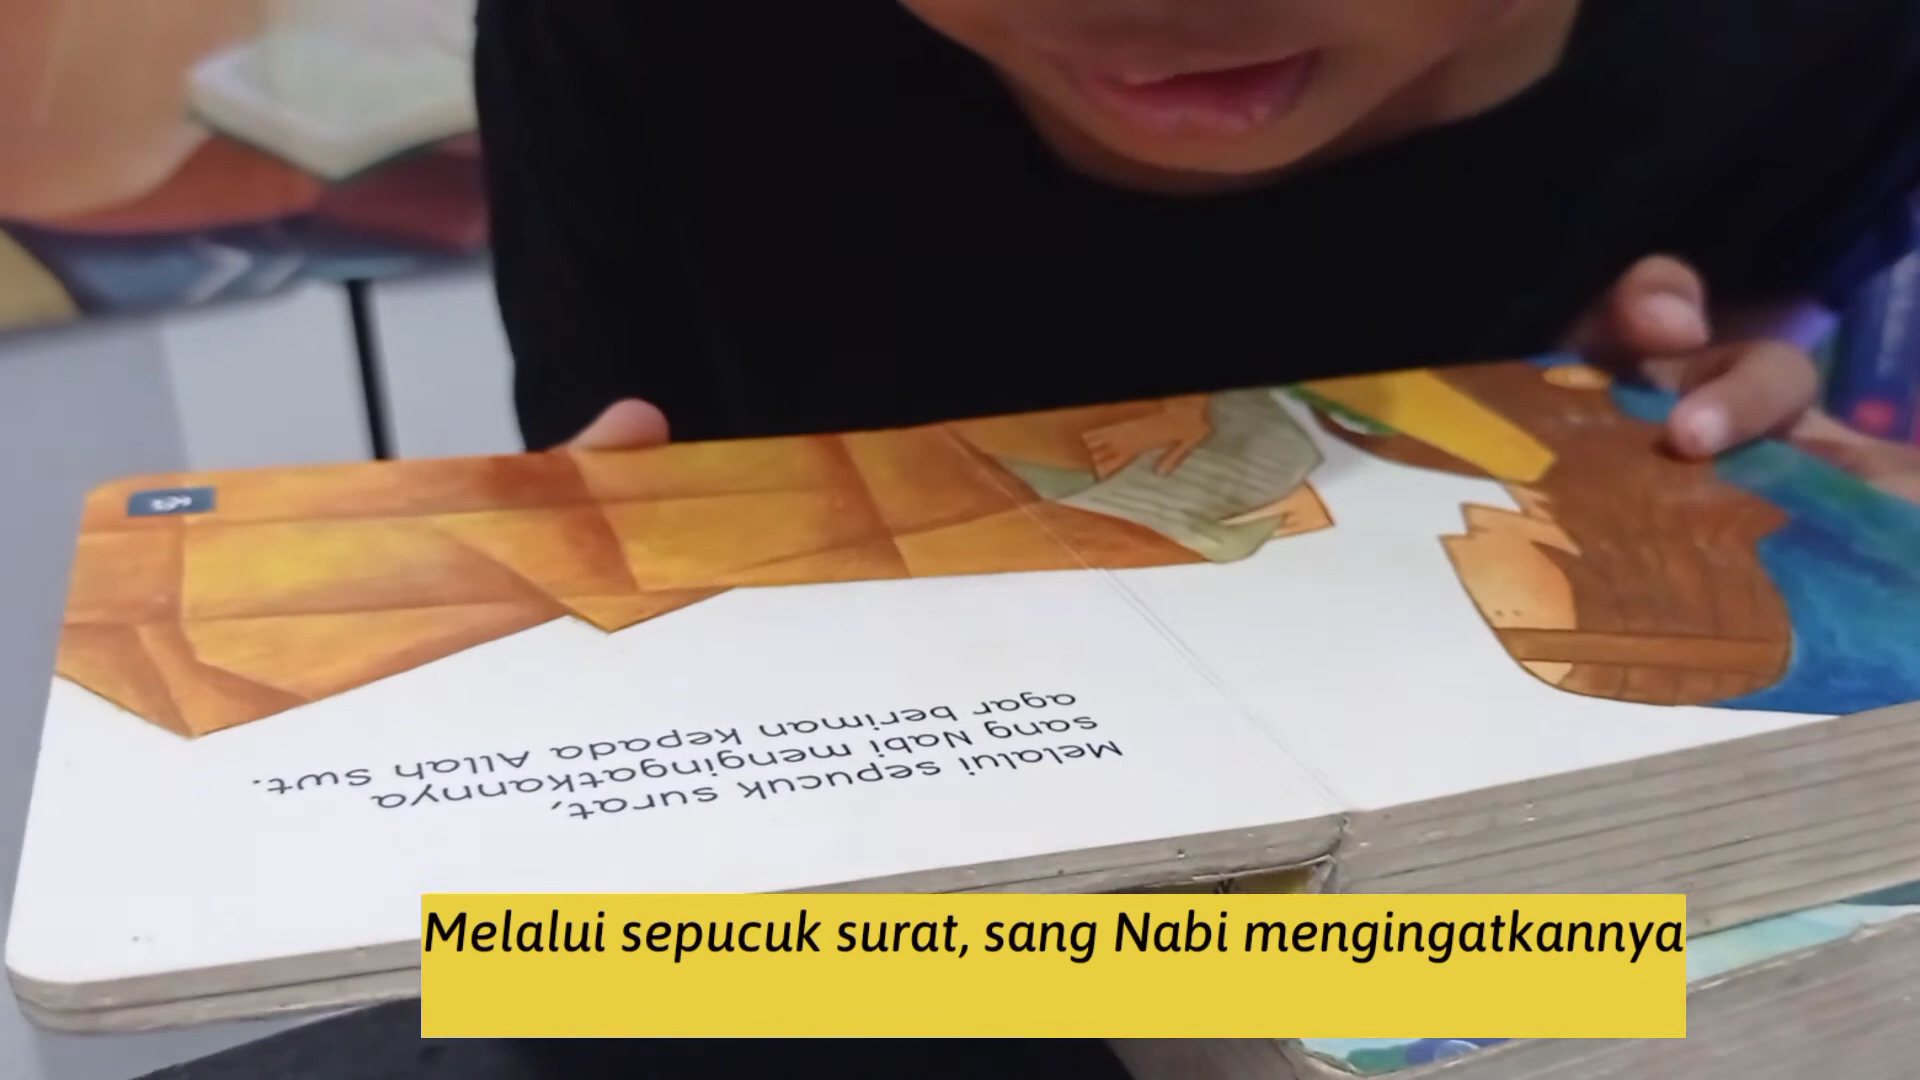 Melalui sepucuk surat,
sang Nabi mengingatkannya
agar beriman kepada Allah Swt.
Melalui sepucuk surat, sang Nabi mengingatkannya